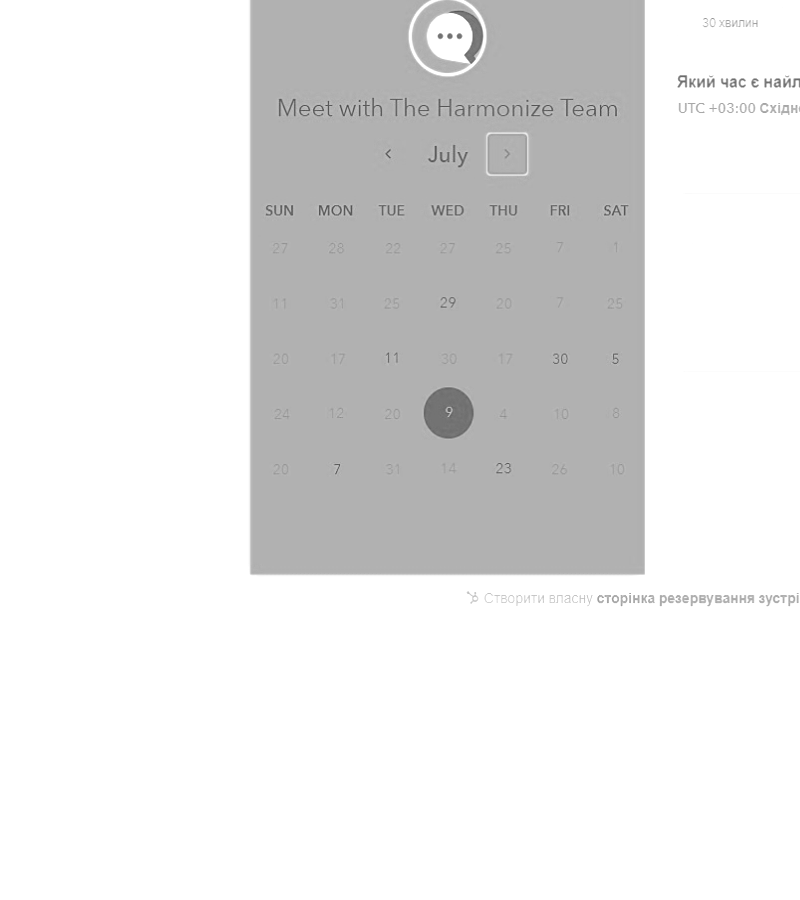 30 хвилин
Який час є найл
UTC +03:00 Східн
Meet with The Harmonize Team
July
SUN MON TUE WED THU FRI SAT
27 28 22 27 25 7 1
11 31 25 29 20 7 25
20 17 11 30 17 30 5
24 12 20 9 4 10 8
20 7 31 14 23 26 10
Створити власну сторінка резервування зустрі